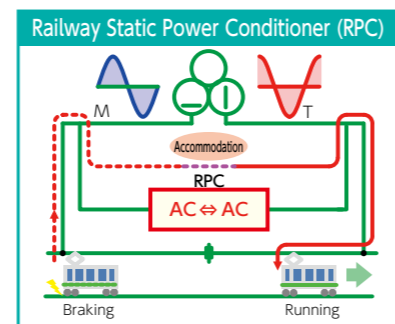 Railway Static Power Conditioner (RPC)
M
T
Accommodation
RPC
AC ⇔ AC
Braking
Running